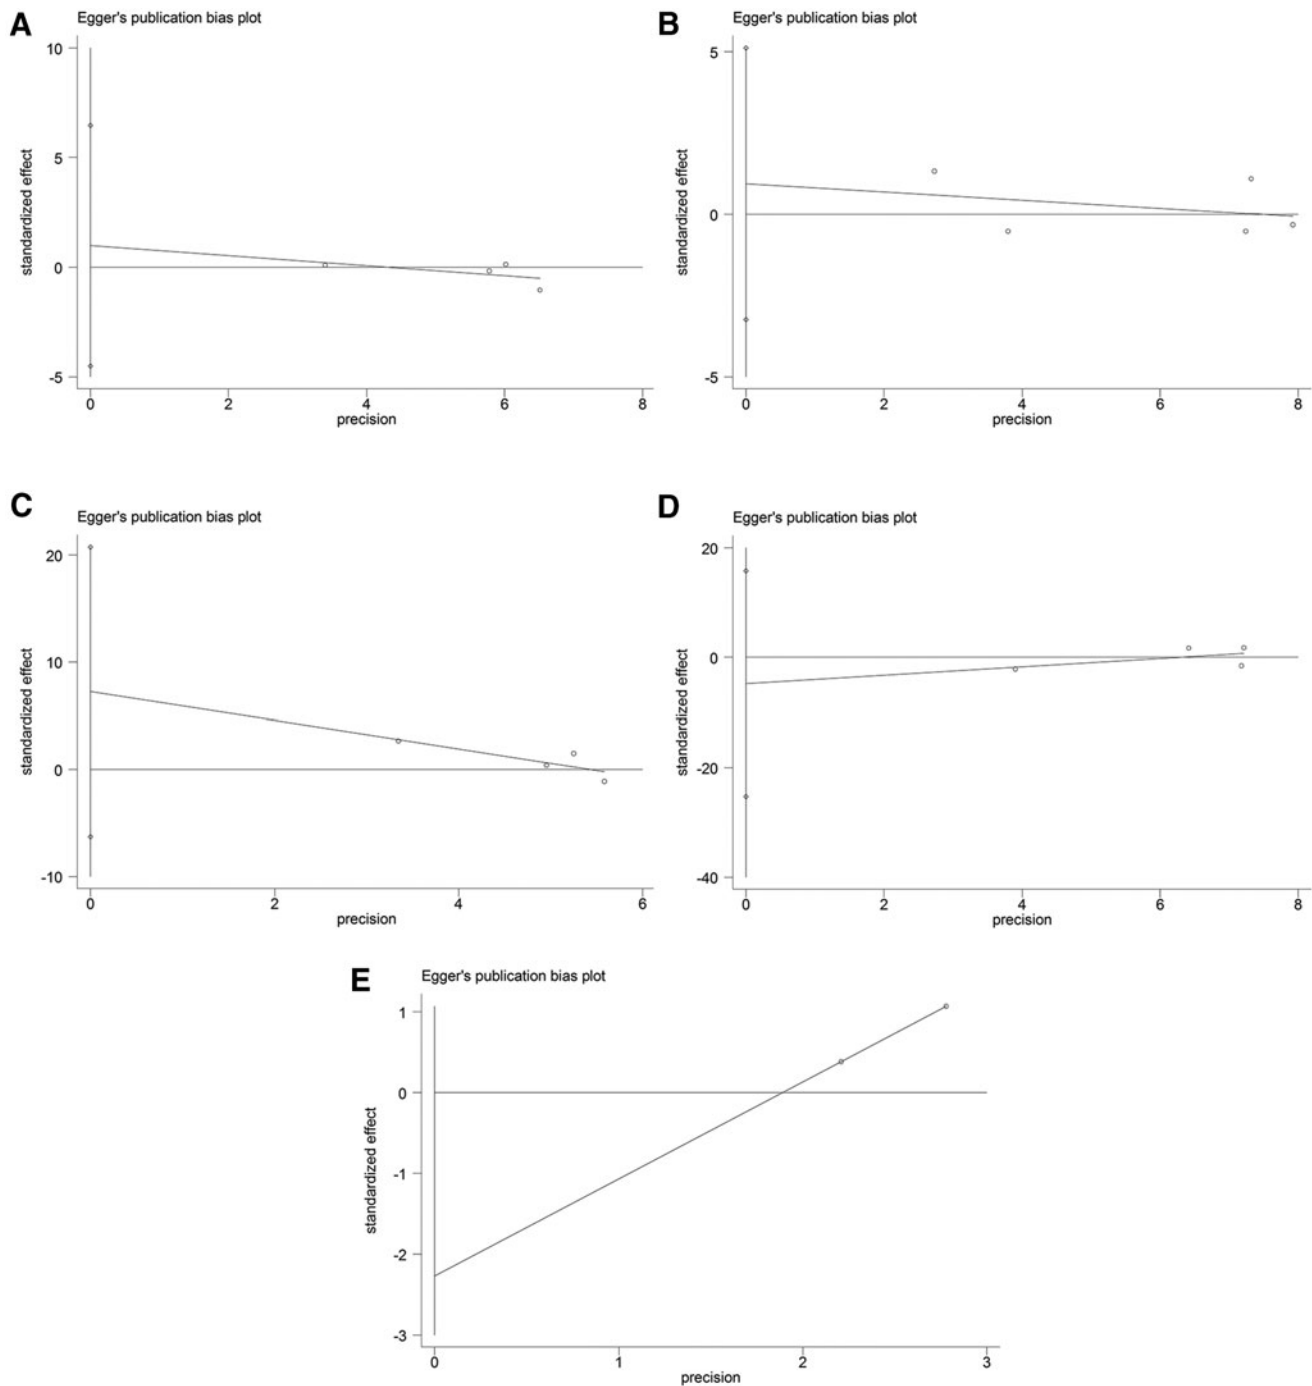 A
Egger's publication bias plot
10
5
0
-5
standardized effect
0 2 4 6 8
precision
B
Egger's publication bias plot
5
0
-5
standardized effect
0 2 4 6 8
precision
C
Egger's publication bias plot
20
10
0
-10
standardized effect
0 2 4 6
precision
D
Egger's publication bias plot
20
0
-20
-40
standardized effect
0 2 4 6 8
precision
E
Egger's publication bias plot
1
0
-1
-2
-3
standardized effect
0 1 2 3
precision